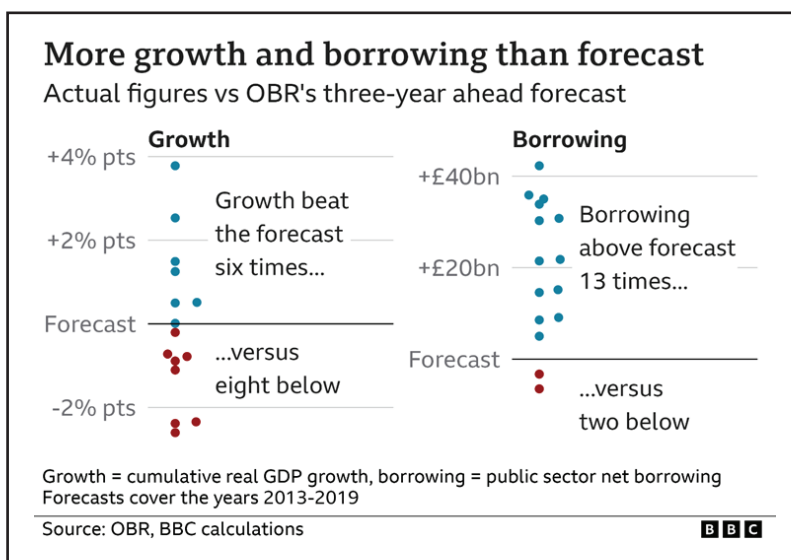 More growth and borrowing than forecast
Actual figures vs OBR's three-year ahead forecast
Growth
+4% pts
+2% pts
Forecast
-2% pts
Growth beat
the forecast
six times...
...versus
eight below
Borrowing
+£40bn
+£20bn
Forecast
Borrowing
above forecast
13 times...
...versus
two below
Growth = cumulative real GDP growth, borrowing = public sector net borrowing
Forecasts cover the years 2013-2019
Source: OBR, BBC calculations
BBC